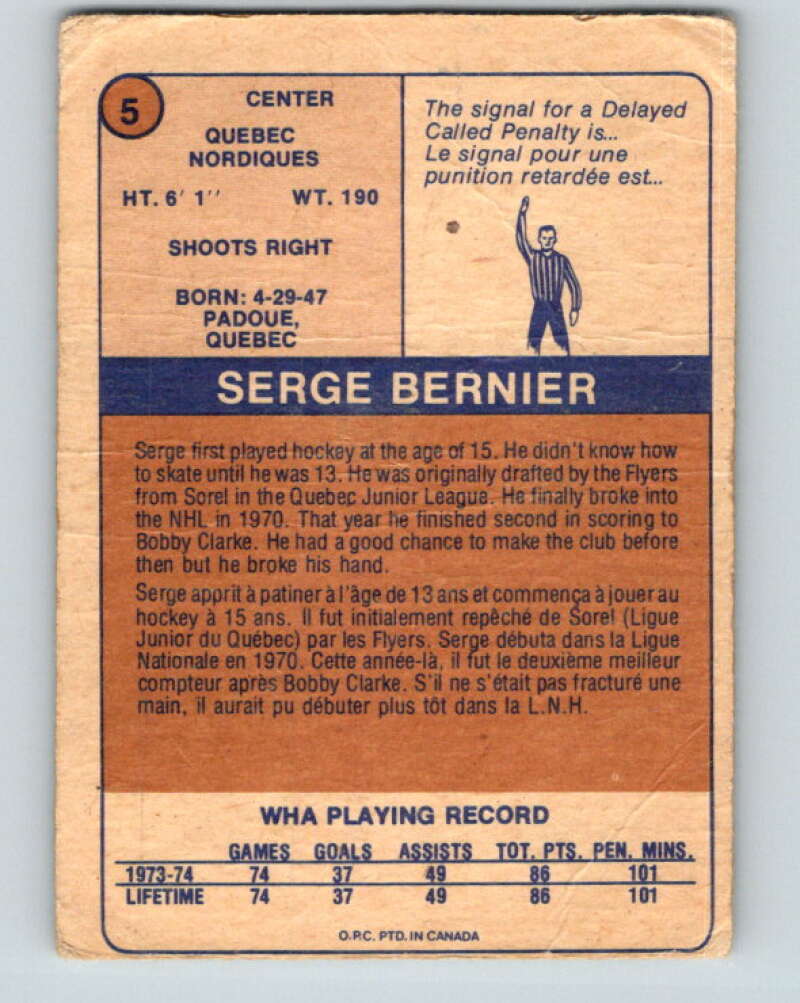 5
CENTER
QUEBEC
NORDIQUES
HT. 6' 1'' WT. 190
SHOOTS RIGHT
BORN: 4-29-47
PADOUE,
QUEBEC
The signal for a Delayed
Called Penalty is...
Le signal pour une
punition retardée est...
SERGE BERNIER
Serge first played hockey at the age of 15. He didn't know how
to skate until he was 13. He was originally drafted by the Flyers
from Sorel in the Quebec Junior League. He finally broke into
the NHL in 1970. That year he finished second in scoring to
Bobby Clarke. He had a good chance to make the club before
then but he broke his hand.
Serge apprit à patiner à l'âge de 13 ans et commença à jouer au
hockey à 15 ans. Il fut initialement repêché de Sorel (Ligue
Junior du Québec) par les Flyers. Serge débuta dans la Ligue
Nationale en 1970. Cette année-là, il fut le deuxième meilleur
compteur après Bobby Clarke. S'il ne s'était pas fracturé une
main, il aurait pu débuter plus tôt dans la L.N.H.
WHA PLAYING RECORD
GAMES GOALS ASSISTS TOT. PTS. PEN. MINS.
1973-74 74 37 49 86 101
LIFETIME 74 37 49 86 101
O.P.C. PTD. IN CANADA